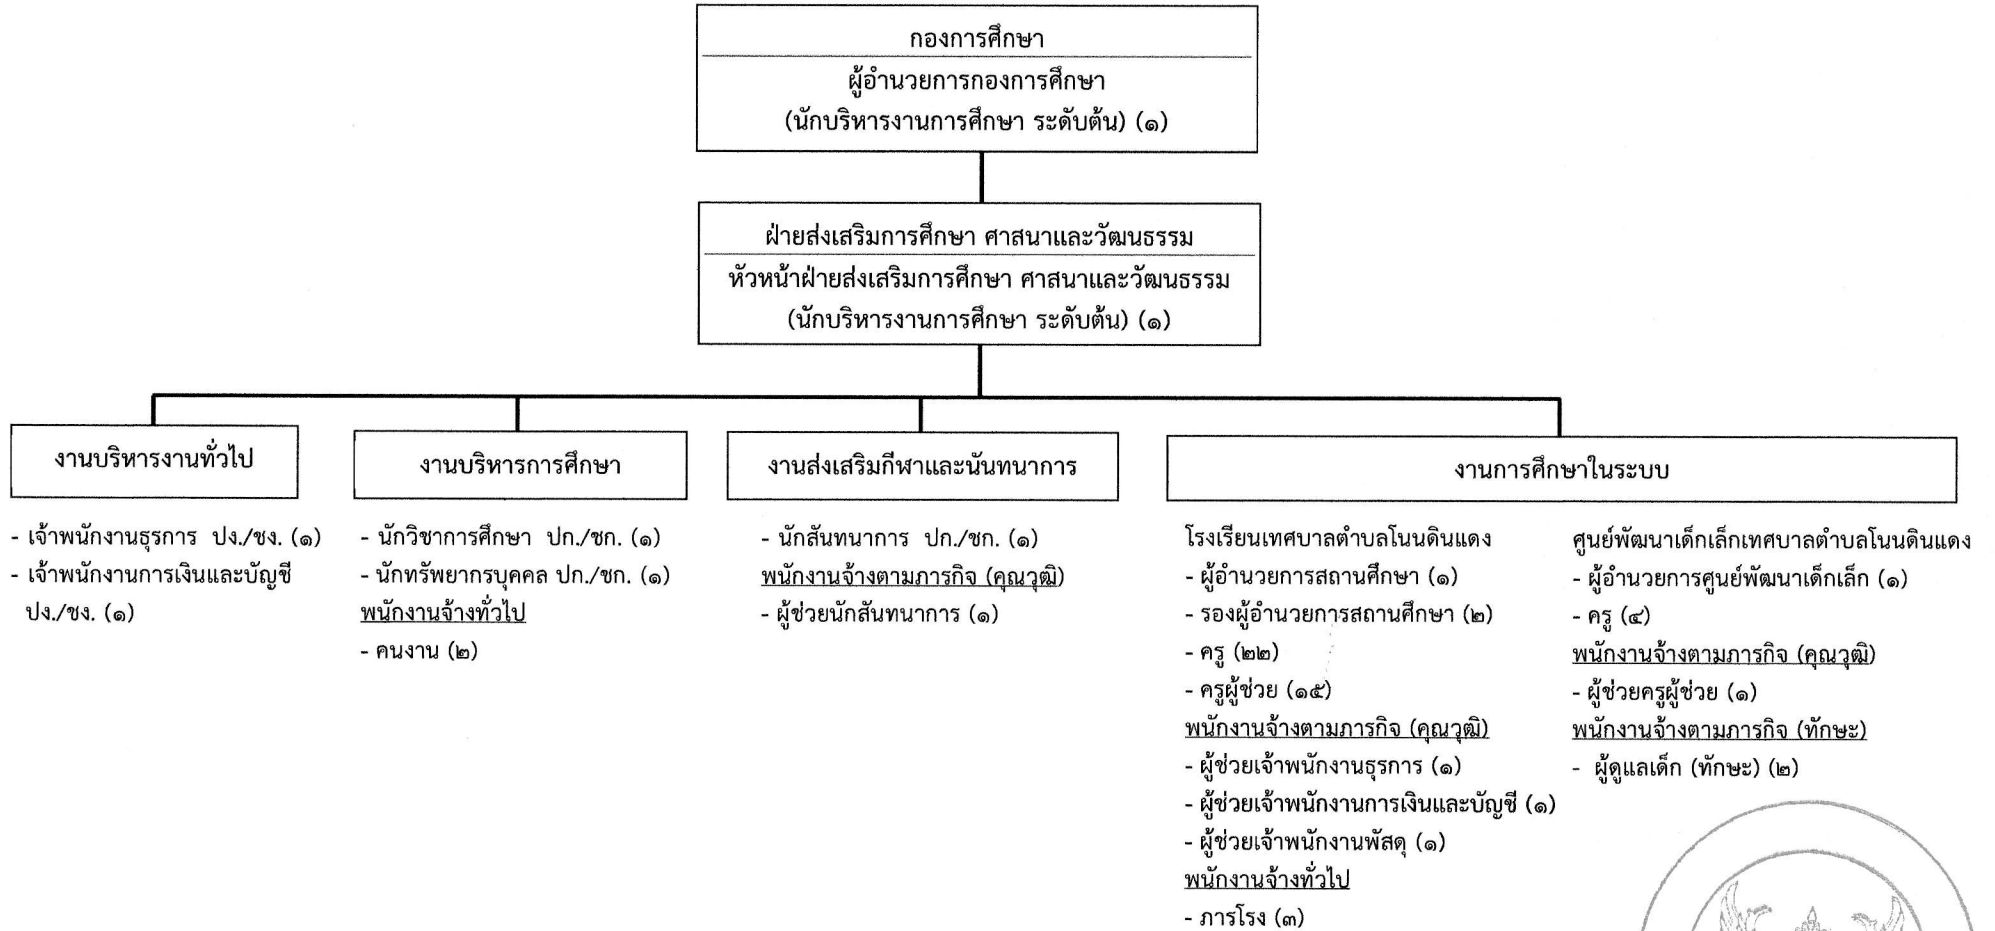 กองการศึกษา
ผู้อำนวยการกองการศึกษา
(นักบริหารงานการศึกษา ระดับต้น) (๑)
ฝ่ายส่งเสริมการศึกษา ศาสนาและวัฒนธรรม
หัวหน้าฝ่ายส่งเสริมการศึกษา ศาสนาและวัฒนธรรม
(นักบริหารงานการศึกษา ระดับต้น) (๑)
งานบริหารงานทั่วไป
- เจ้าพนักงานธุรการ ปง./ชง. (๑)
- เจ้าพนักงานการเงินและบัญชี
ปง./ชง. (๑)
งานบริหารการศึกษา
- นักวิชาการศึกษา ปก./ชก. (๑)
- นักทรัพยากรบุคคล ปก./ชก. (๑)
พนักงานจ้างทั่วไป
- คนงาน (๒)
งานส่งเสริมกีฬาและนันทนาการ
- นักสันทนาการ ปก./ชก. (๑)
พนักงานจ้างตามภารกิจ (คุณวุฒิ)
- ผู้ช่วยนักสันทนาการ (๑)
งานการศึกษาในระบบ
โรงเรียนเทศบาลตำบลโนนดินแดง
- ผู้อำนวยการสถานศึกษา (๑)
- รองผู้อำนวยการสถานศึกษา (๒)
- ครู (๒๒)
- ครูผู้ช่วย (๑๕)
พนักงานจ้างตามภารกิจ (คุณวุฒิ)
- ผู้ช่วยเจ้าพนักงานธุรการ (๑)
- ผู้ช่วยเจ้าพนักงานการเงินและบัญชี (๑)
- ผู้ช่วยเจ้าพนักงานพัสดุ (๑)
พนักงานจ้างทั่วไป
- ภารโรง (๓)
ศูนย์พัฒนาเด็กเล็กเทศบาลตำบลโนนดินแดง
- ผู้อำนวยการศูนย์พัฒนาเด็กเล็ก (๑)
- ครู (๔)
พนักงานจ้างตามภารกิจ (คุณวุฒิ)
- ผู้ช่วยครูผู้ช่วย (๑)
พนักงานจ้างตามภารกิจ (ทักษะ)
- ผู้ดูแลเด็ก (ทักษะ) (๒)